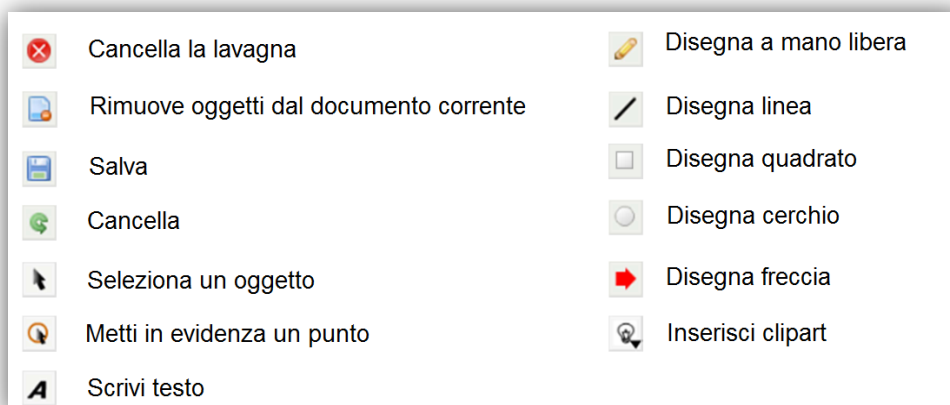 Cancella la lavagna
Rimuove oggetti dal documento corrente
Salva
Cancella
Seleziona un oggetto
Metti in evidenza un punto
Scrivi testo
Disegna a mano libera
Disegna linea
Disegna quadrato
Disegna cerchio
Disegna freccia
Inserisci clipart